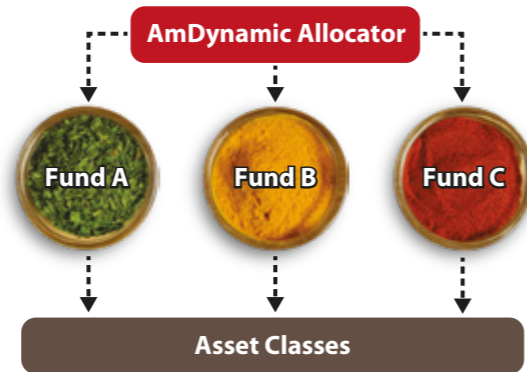 AmDynamic Allocator
Fund A
Fund B
Fund C
Asset Classes